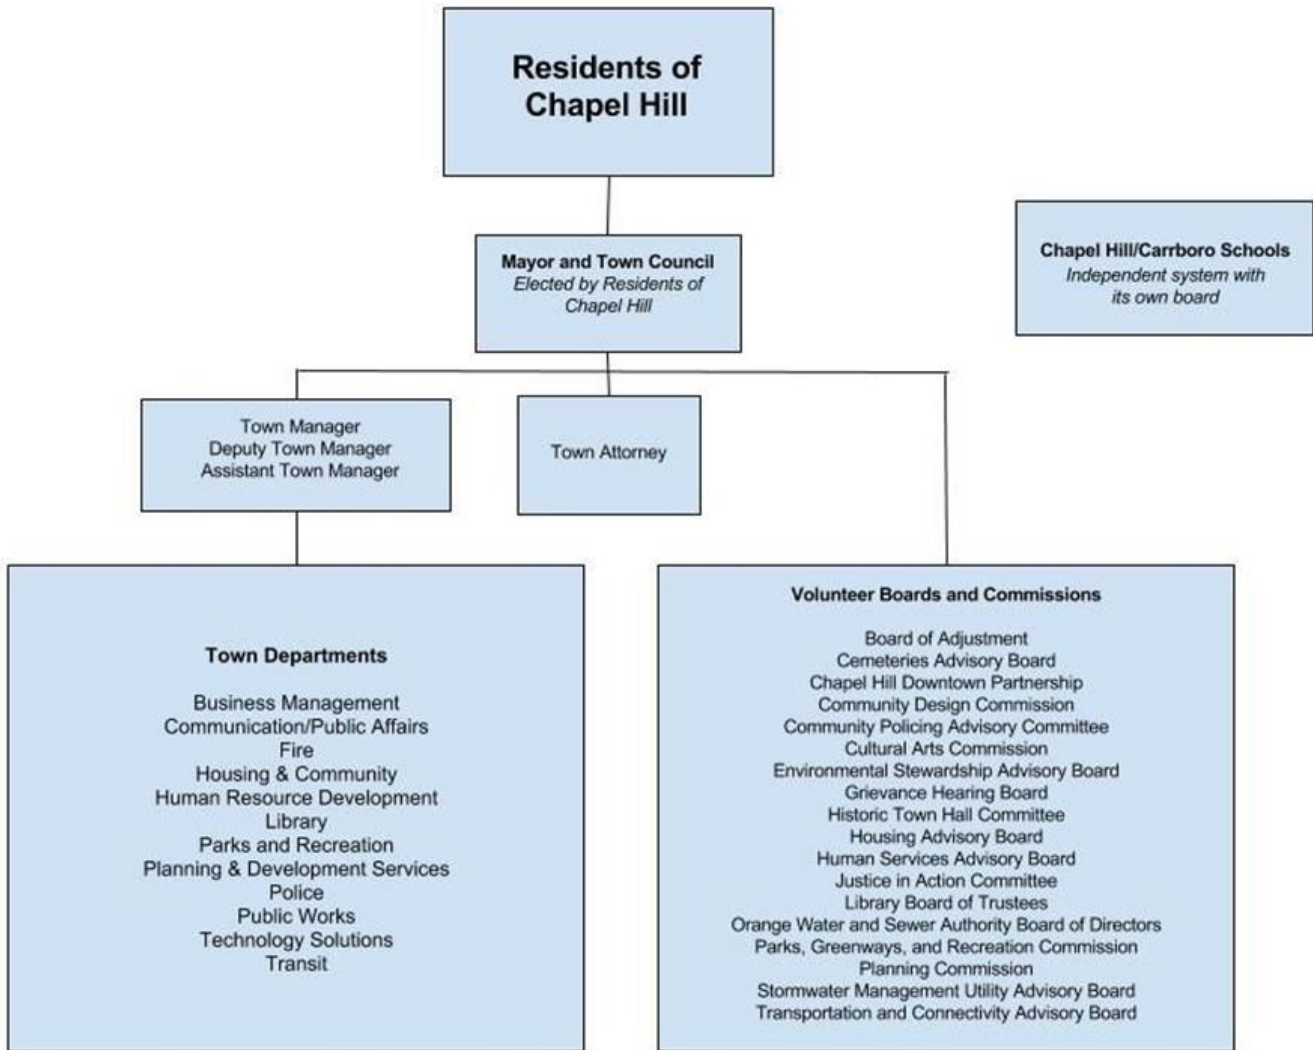 Residents of
Chapel Hill
Mayor and Town Council
Elected by Residents of
Chapel Hill
Chapel Hill/Carrboro Schools
Independent system with
its own board
Town Manager
Deputy Town Manager
Assistant Town Manager
Town Attorney
Town Departments
Business Management
Communication/Public Affairs
Fire
Housing & Community
Human Resource Development
Library
Parks and Recreation
Planning & Development Services
Police
Public Works
Technology Solutions
Transit
Volunteer Boards and Commissions
Board of Adjustment
Cemeteries Advisory Board
Chapel Hill Downtown Partnership
Community Design Commission
Community Policing Advisory Committee
Cultural Arts Commission
Environmental Stewardship Advisory Board
Grievance Hearing Board
Historic Town Hall Committee
Housing Advisory Board
Human Services Advisory Board
Justice in Action Committee
Library Board of Trustees
Orange Water and Sewer Authority Board of Directors
Parks, Greenways, and Recreation Commission
Planning Commission
Stormwater Management Utility Advisory Board
Transportation and Connectivity Advisory Board